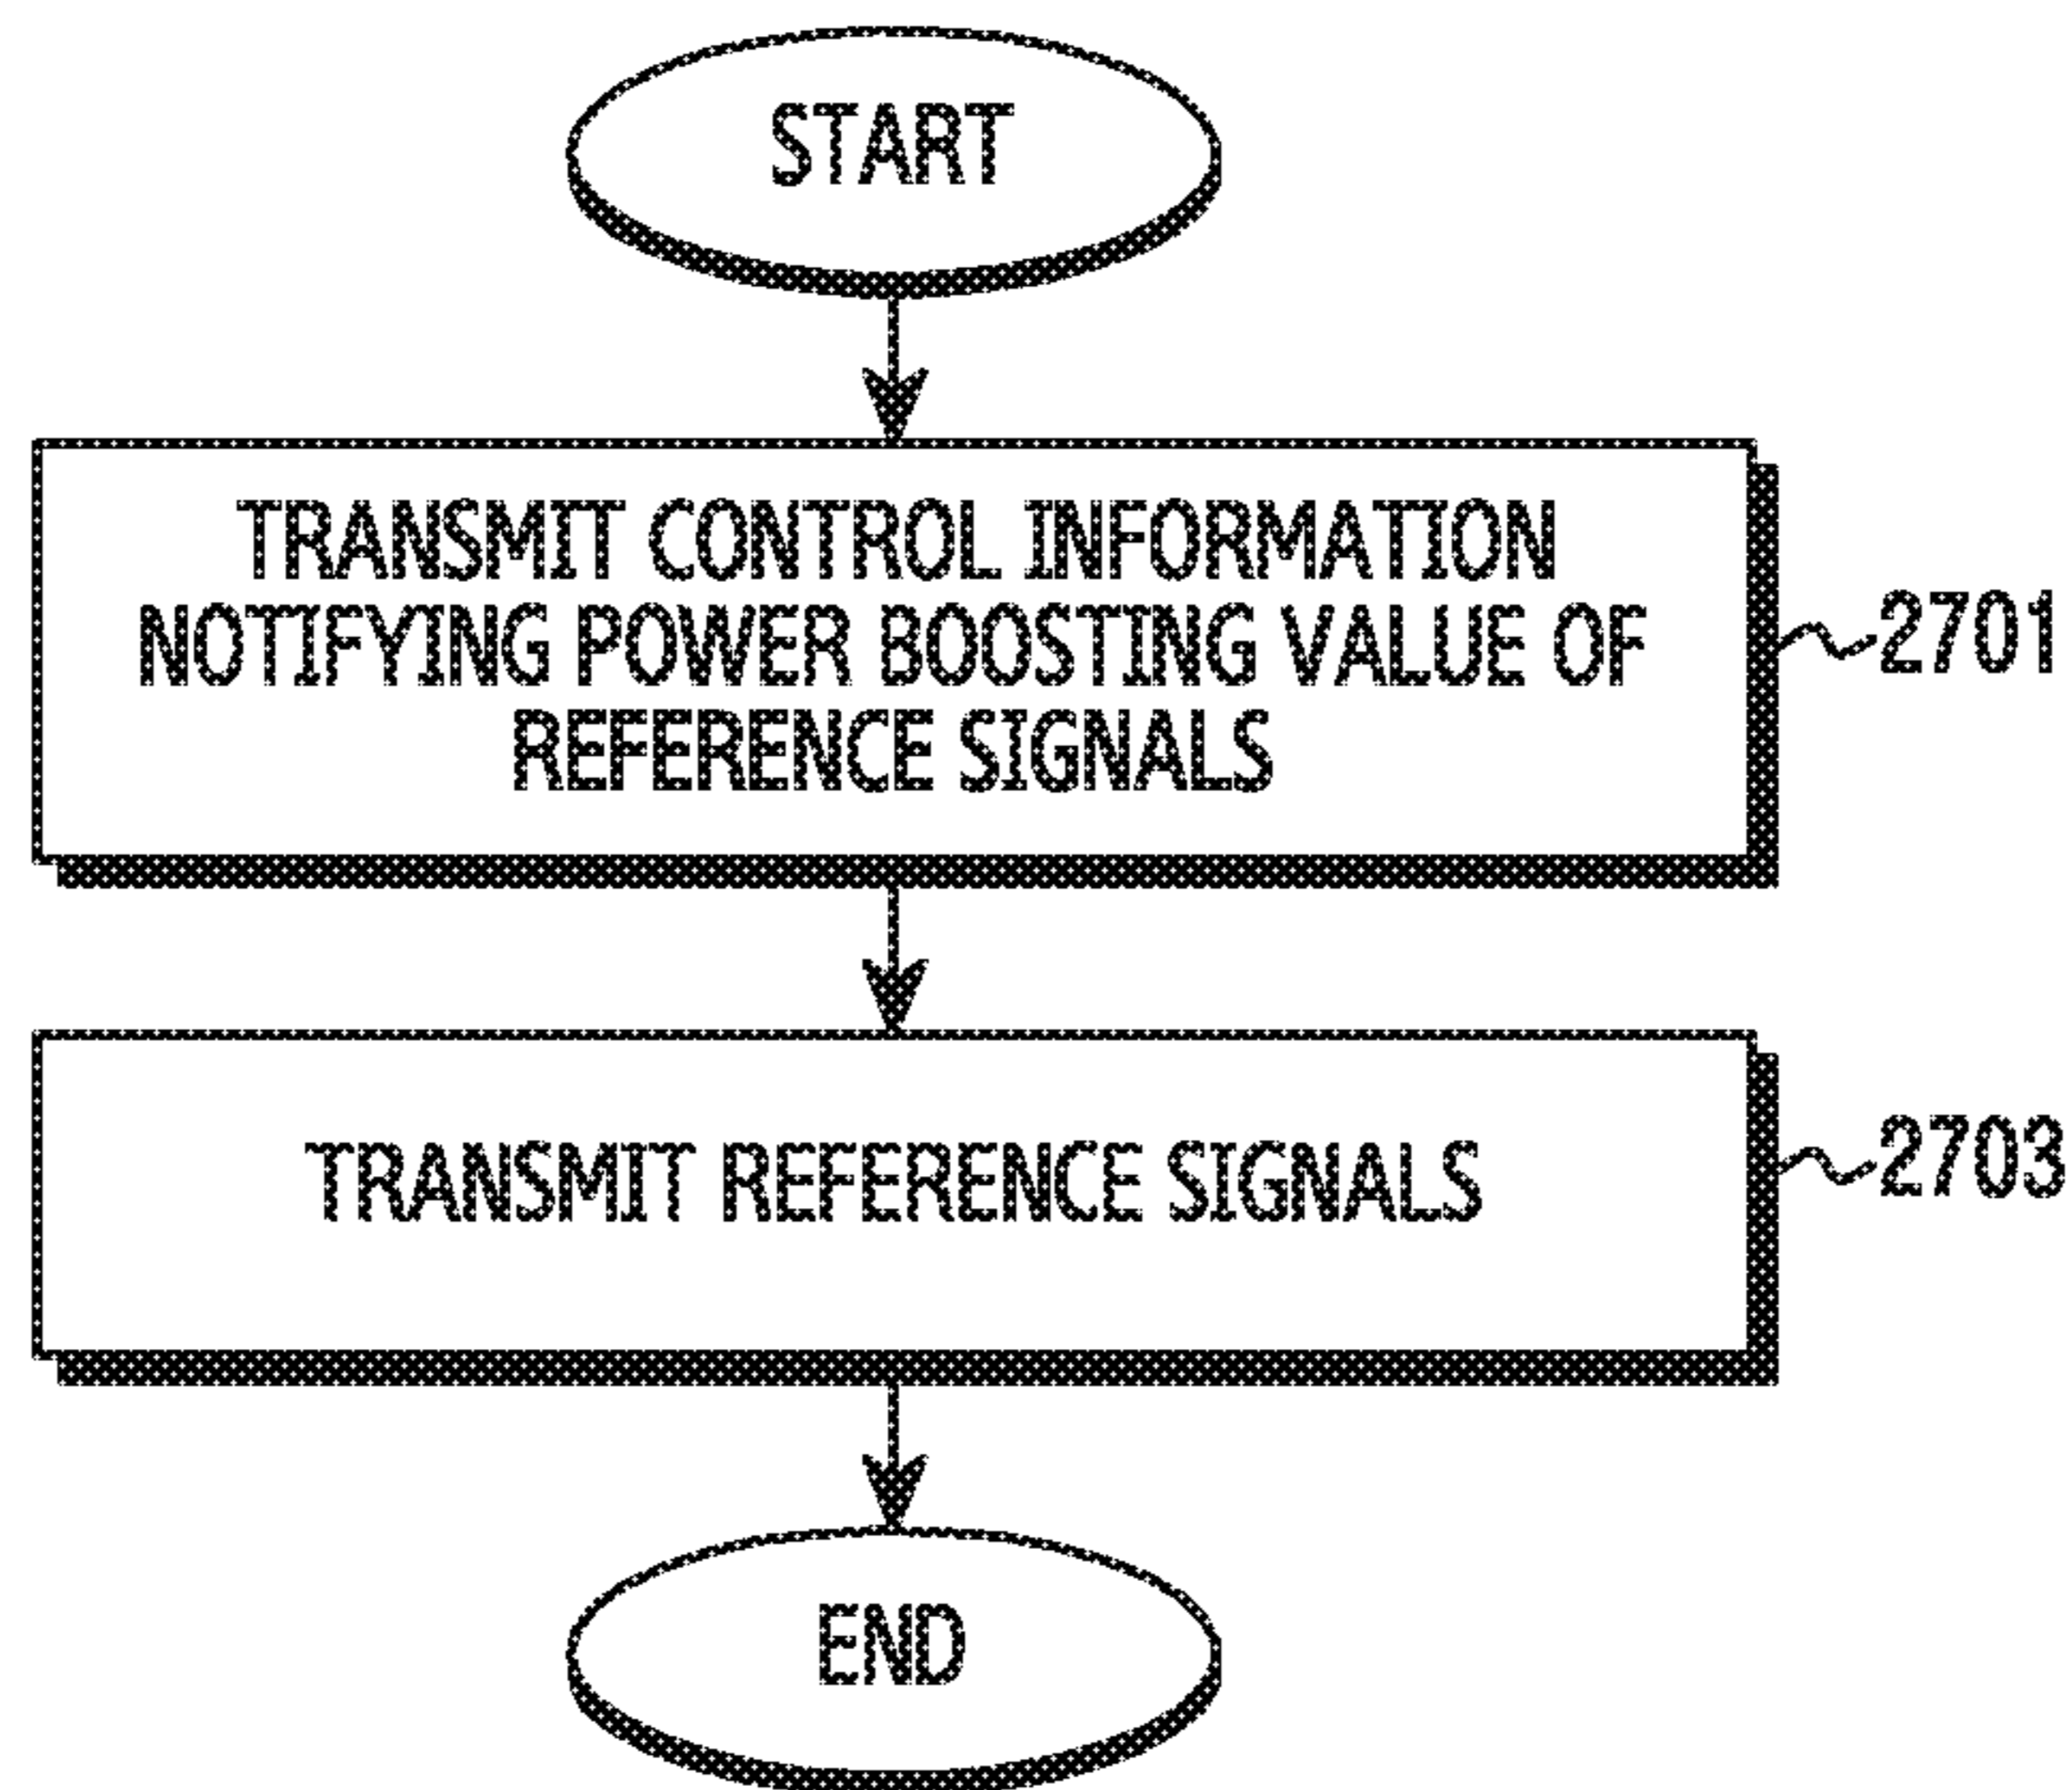 START
TRANSMIT CONTROL INFORMATION
NOTIFYING POWER BOOSTING VALUE OF
REFERENCE SIGNALS
2701
TRANSMIT REFERENCE SIGNALS
2703
END